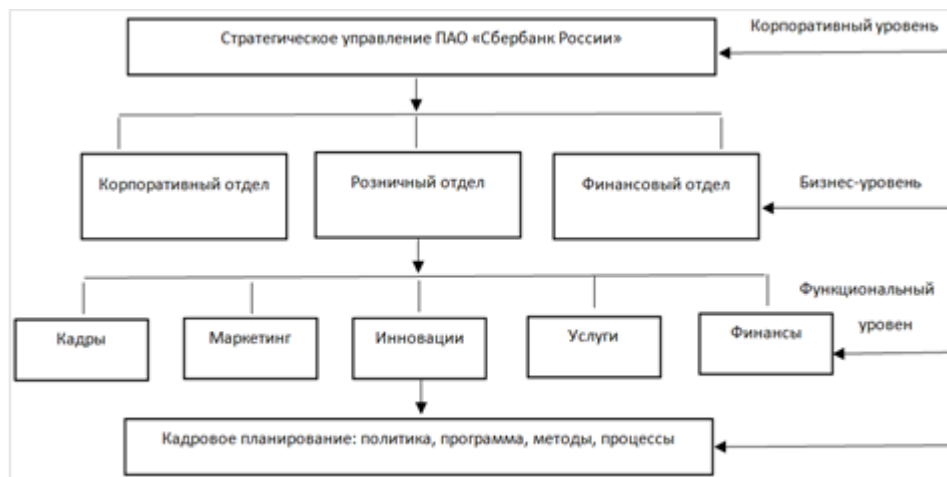 Стратегическое управление ПАО «Сбербанк России»
Корпоративный уровень
Корпоративный отдел
Розничный отдел
Финансовый отдел
Бизнес-уровень
Функциональный
уровен
Кадры
Маркетинг
Инновации
Услуги
Финансы
Кадровое планирование: политика, программа, методы, процессы